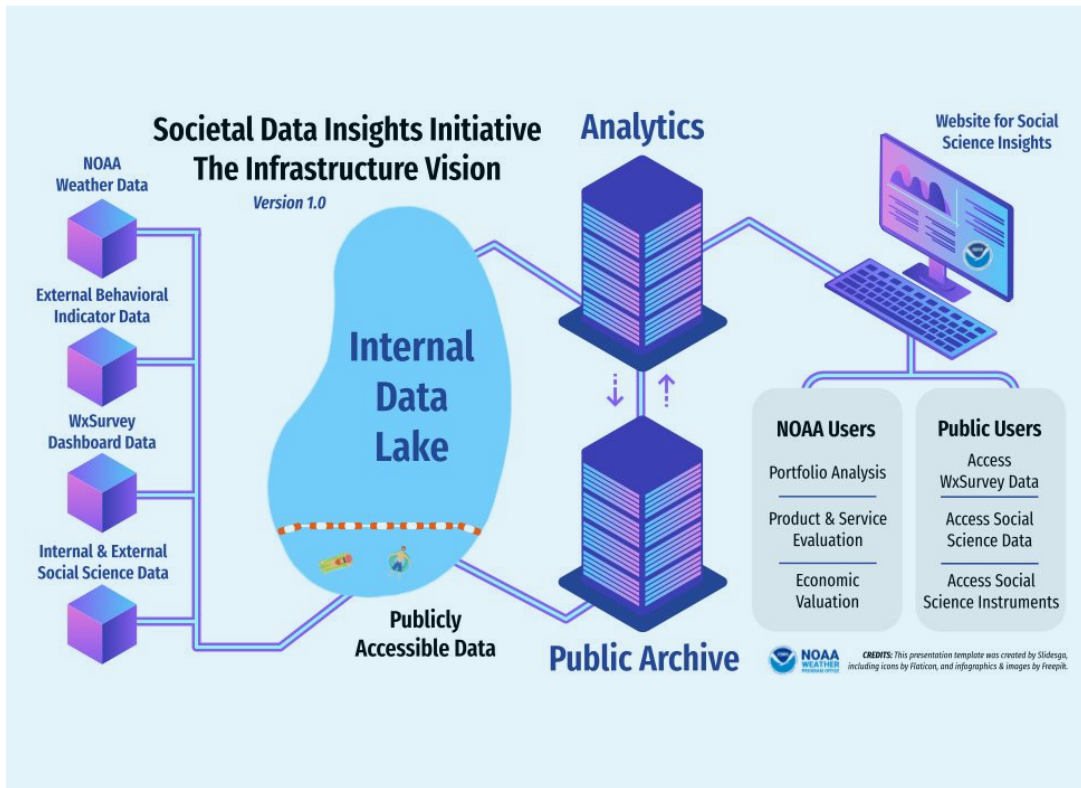 Societal Data Insights Initiative
The Infrastructure Vision
Version 1.0
NOAA
Weather Data
External Behavioral
Indicator Data
WxSurvey
Dashboard Data
Internal & External
Social Science Data
Internal
Data
Lake
Publicly
Accessible Data
Analytics
Public Archive
Website for Social
Science Insights
NOAA Users
Portfolio Analysis
Product & Service
Evaluation
Economic
Valuation
Public Users
Access
WxSurvey Data
Access Social
Science Data
Access Social
Science Instruments
NOAA
WEATHER
PROGRAM OFFICE
CREDITS: This presentation template was created by Slidesgo,
including icons by Flaticon, and infographics & images by Freepik.